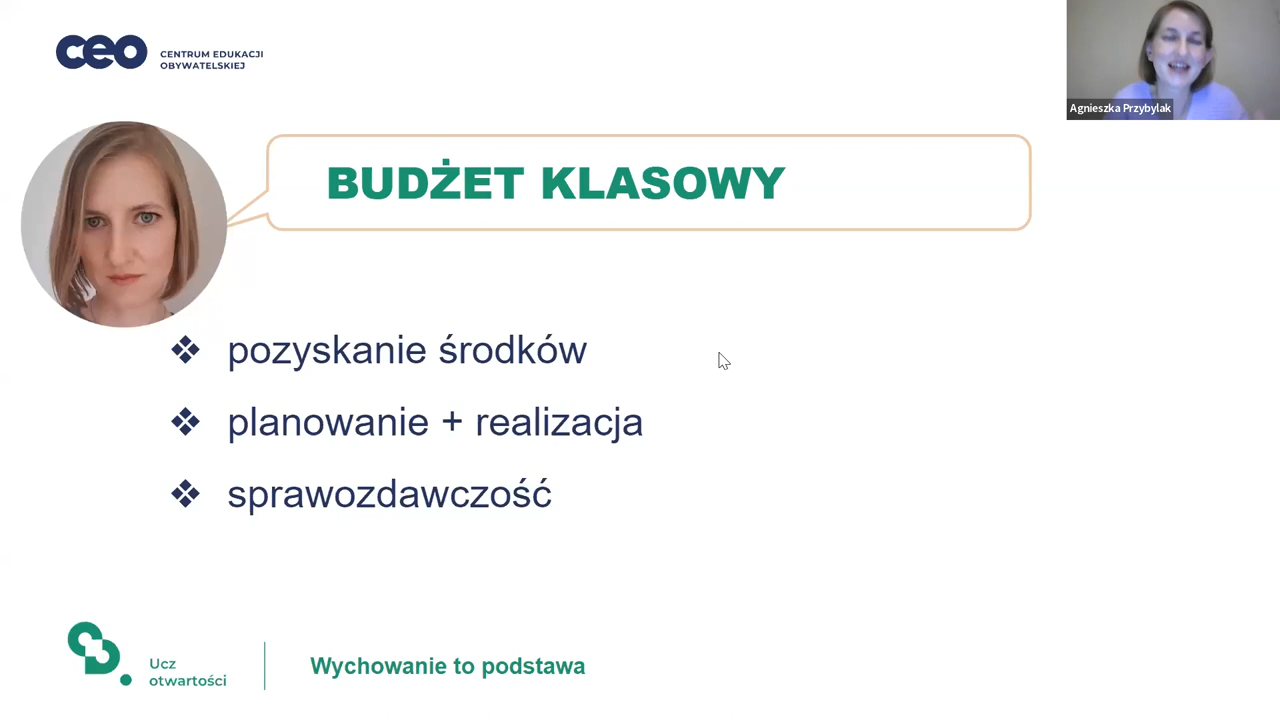 ceo CENTRUM EDUKACJI
OBYWATELSKIEJ
Agnieszka Przybylak
BUDŻET KLASOWY
pozyskanie środków
planowanie + realizacja
sprawozdawczość
Ucz
otwartości
Wychowanie to podstawa